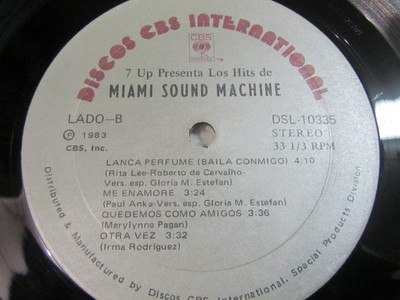 DISCOS CBS INTERNATIONAL
CBS
TM
7 Up Presenta Los Hits de
MIAMI SOUND MACHINE
LADO-B
DSL-10335
℗ 1983
STEREO
CBS, Inc.
33 1/3 RPM
LANCA PERFUME (BAILA CONMIGO) 4:10
(Rita Lee-Roberto de Carvalho-
Vers. esp. Gloria M. Estefan)
ME ENAMORE 3:24
(Paul Anka-Vers. esp. Gloria M. Estefan)
QUEDEMOS COMO AMIGOS 3:36
(Marylynne Pagan)
OTRA VEZ 3:32
(Irma Rodríguez)
Distributed & Manufactured by Discos CBS International. Special Products Division